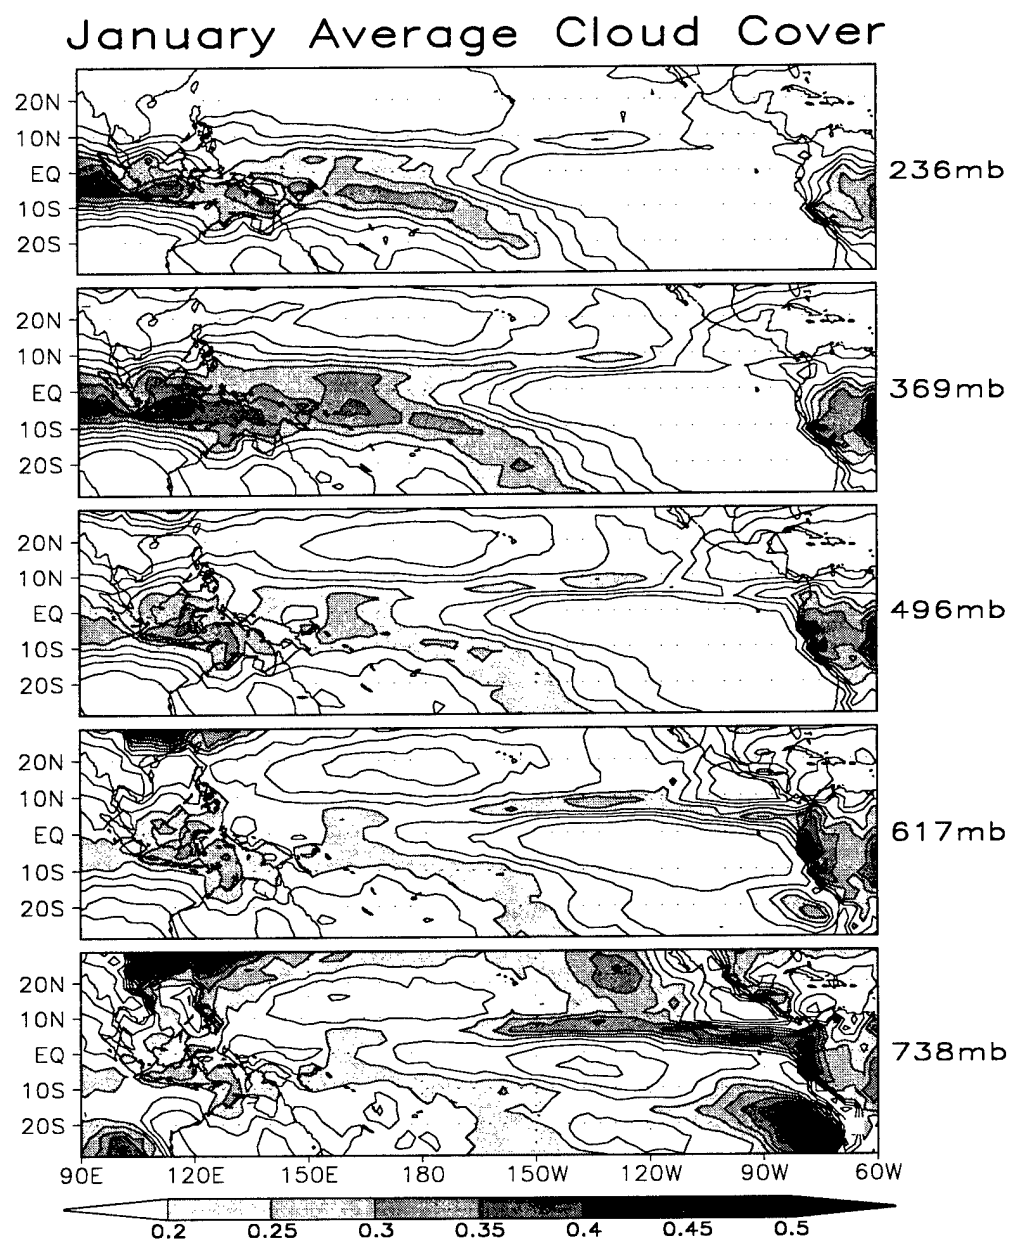 January Average Cloud Cover
20N
10N
EQ
10S
20S
236mb
20N
10N
EQ
10S
20S
369mb
20N
10N
EQ
10S
20S
496mb
20N
10N
EQ
10S
20S
617mb
20N
10N
EQ
10S
20S
738mb
90E 120E 150E 180 150W 120W 90W 60W
0.2 0.25 0.3 0.35 0.4 0.45 0.5